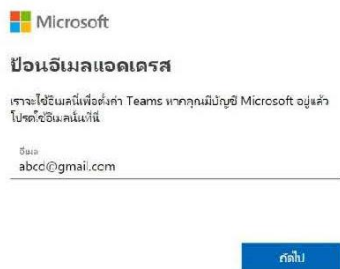 Microsoft
ป้อนอีเมลแอดเดรส
เราจะใช้อีเมลนี้เพื่อตั้งค่า Teams หากคุณมีบัญชี Microsoft อยู่แล้ว
โปรดใช้อีเมลนั้นที่นี่
อีเมล
abcd@gmail.com
ถัดไป